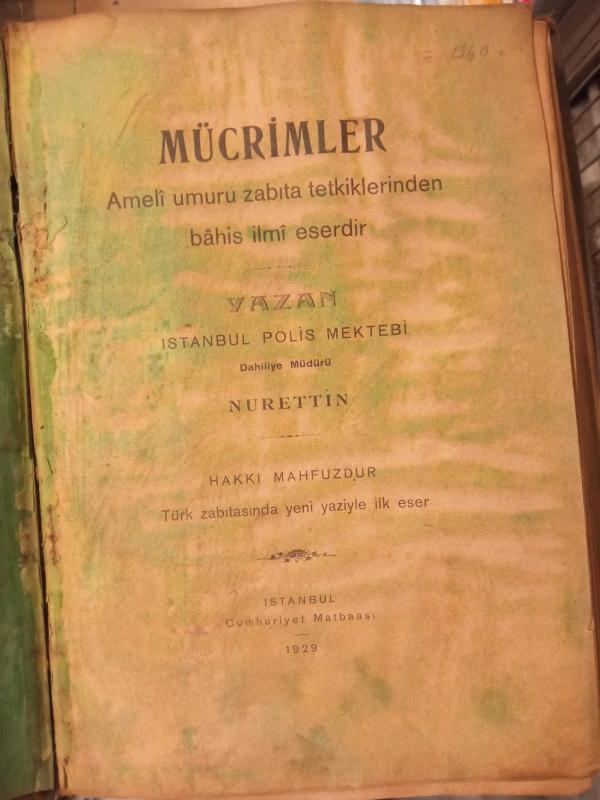 MÜCRİMLER
Amelî umuru zabıta tetkiklerinden
bâhis ilmî eserdir
YAZAN
ISTANBUL POLİS MEKTEBİ
Dahiliye Müdürü
NURETTİN
HAKKI MAHFUZDUR
Türk zabıtasında yeni yaziyle ilk eser
ISTANBUL
Cumhuriyet Matbaası
1929